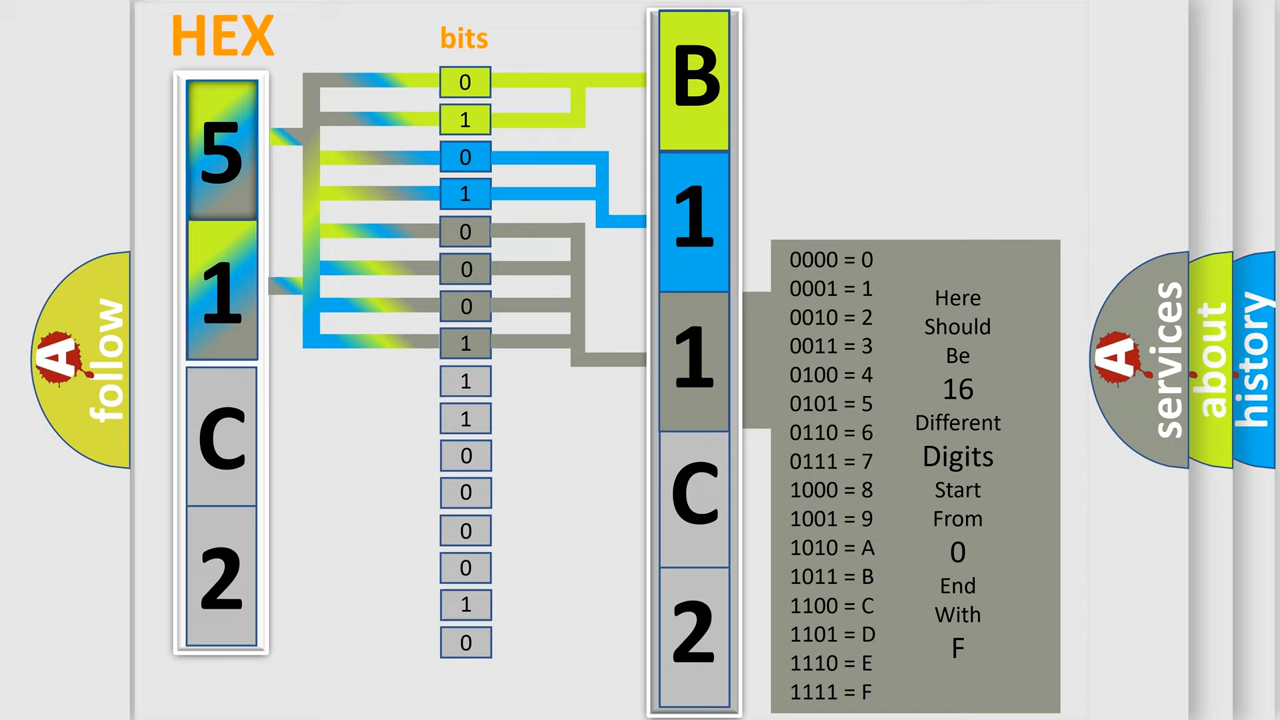 HEX
bits
5
1
C
2
0
1
0
1
0
0
0
1
1
1
0
0
0
0
1
0
B
1
1
C
2
0000 = 0
0001 = 1
0010 = 2
0011 = 3
0100 = 4
0101 = 5
0110 = 6
0111 = 7
1000 = 8
1001 = 9
1010 = A
1011 = B
1100 = C
1101 = D
1110 = E
1111 = F
Here
Should
Be
16
Different
Digits
Start
From
0
End
With
F
A
follow
A
services
about
history